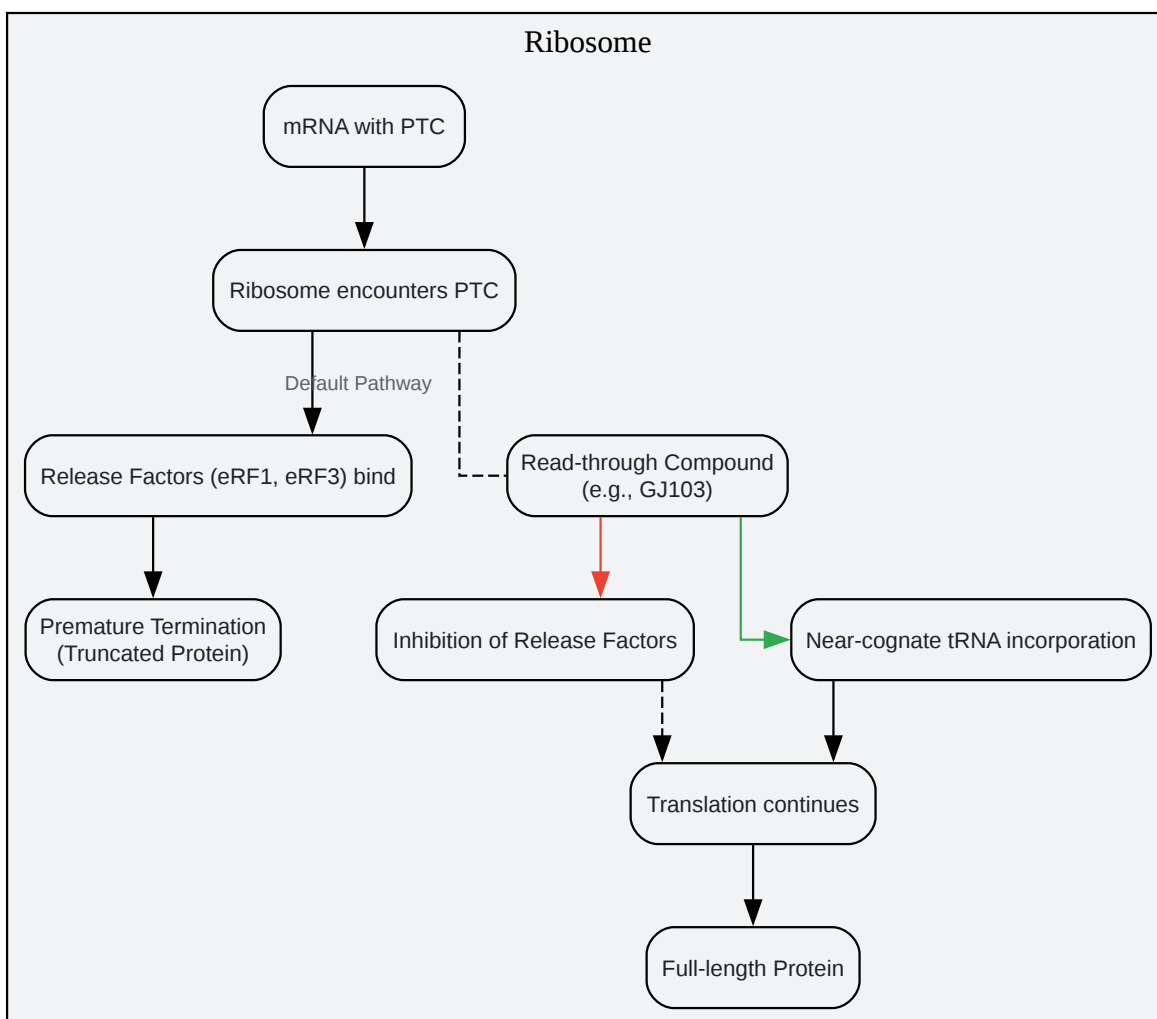 Ribosome
mRNA with PTC
Ribosome encounters PTC
Default Pathway
Release Factors (eRF1, eRF3) bind
Read-through Compound
(e.g., GJ103)
Premature Termination
(Truncated Protein)
Inhibition of Release Factors
Near-cognate tRNA incorporation
Translation continues
Full-length Protein